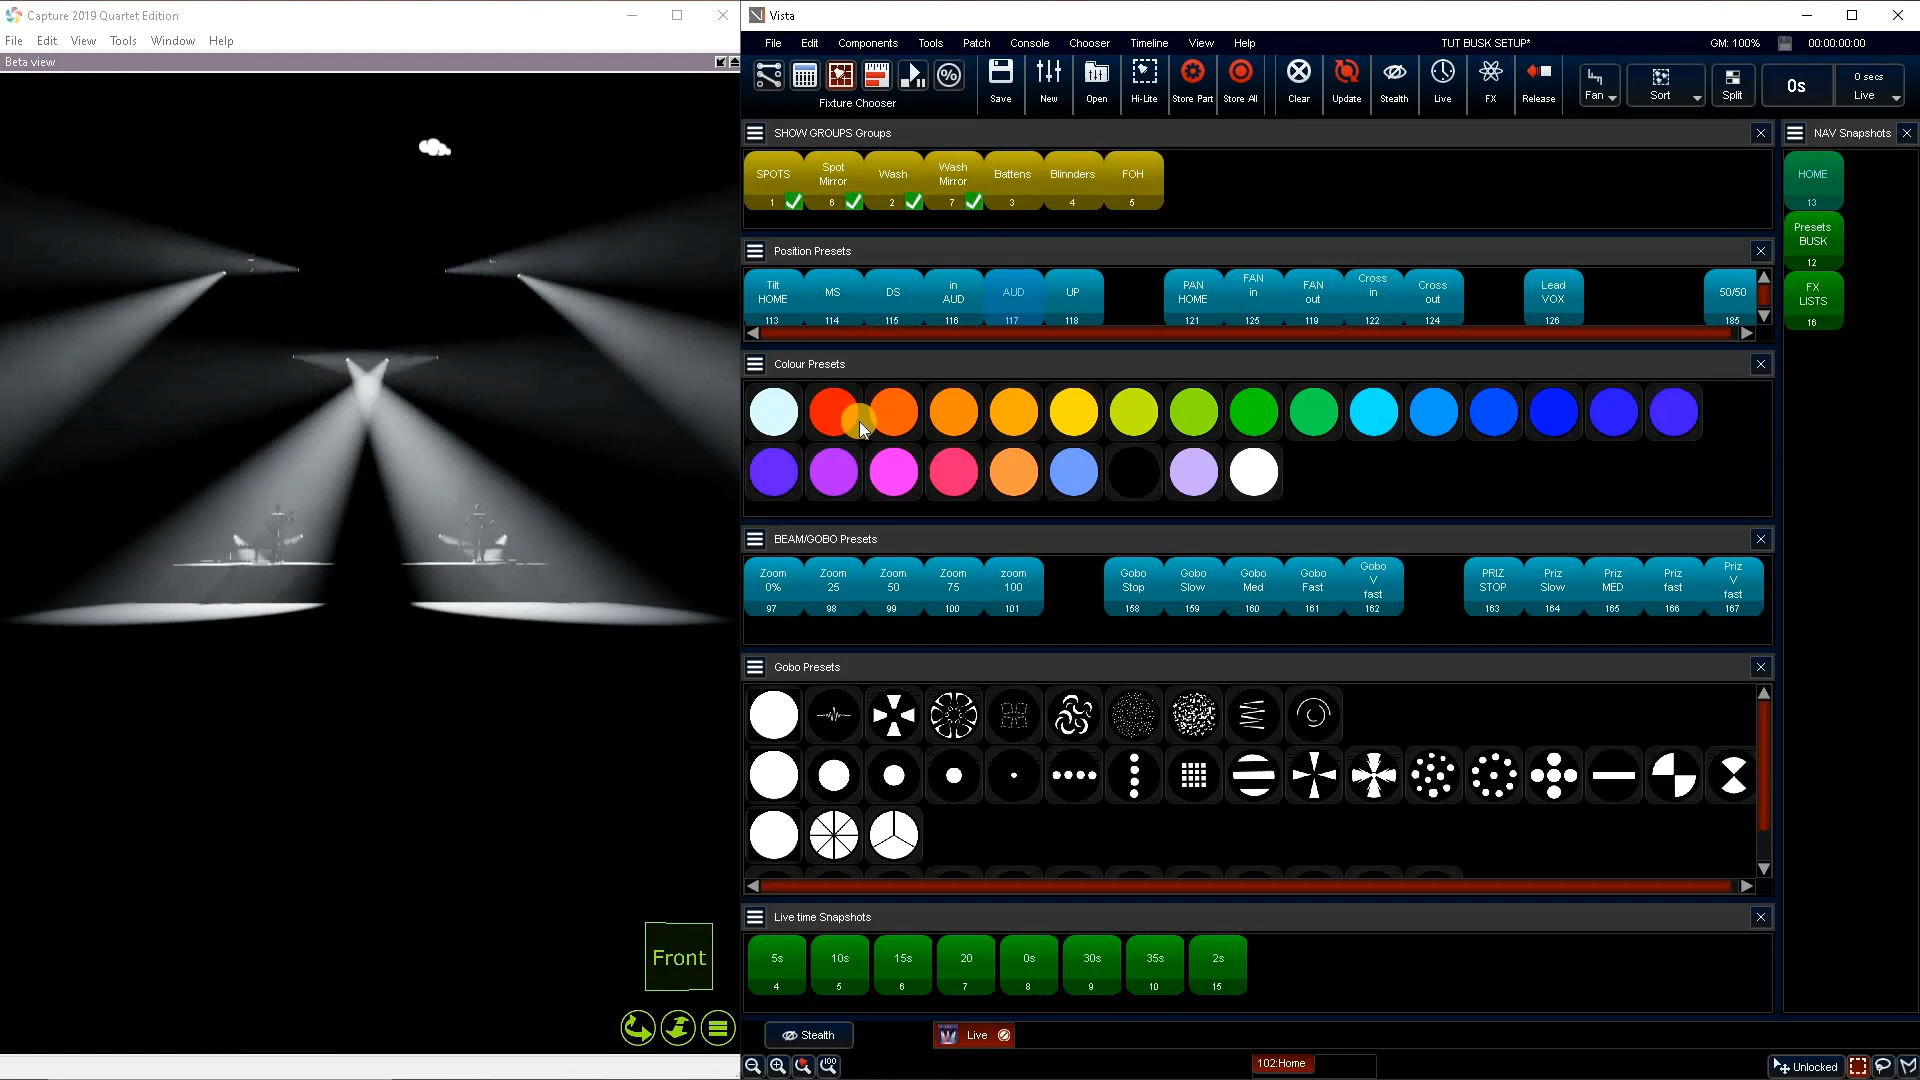 Capture 2019 Quartet Edition
File Edit View Tools Window Help
Beta view
Front
Vista
File Edit Components Tools Patch Console Chooser Timeline View Help TUT BUSK SETUP* GM: 100% 00:00:00:00
Fixture Chooser
Save New Open Hi-Lite Store Part Store All Clear Update Stealth Live FX Release Fan Sort Split 0s 0 secs Live
SHOW GROUPS Groups
SPOTS 1
Spot Mirror 6
Wash 2
Wash Mirror 7
Battens 3
Blinnders 4
FOH 5
NAV Snapshots
HOME 13
Presets BUSK 12
FX LISTS 16
Position Presets
Tilt HOME 113
MS 114
DS 115
in AUD 116
AUD 117
UP 118
PAN HOME 121
FAN in 125
FAN out 119
Cross in 122
Cross out 124
Lead VOX 126
50/50 185
Colour Presets
BEAM/GOBO Presets
Zoom 0% 97
Zoom 25 98
Zoom 50 99
Zoom 75 100
zoom 100 101
Gobo Stop 158
Gobo Slow 159
Gobo Med 160
Gobo Fast 161
Gobo V fast 162
PRIZ STOP 163
Priz Slow 164
Priz MED 165
Priz fast 166
Priz V fast 167
Gobo Presets
Live time Snapshots
5s 4
10s 5
15s 6
20 7
0s 8
30s 9
35s 10
2s 15
Stealth Live
100
102:Home
Unlocked